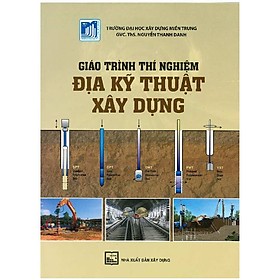 TRƯỜNG ĐẠI HỌC XÂY DỰNG MIỀN TRUNG
GVC. ThS. NGUYỄN THANH DANH
GIÁO TRÌNH THÍ NGHIỆM
ĐỊA KỸ THUẬT
XÂY DỰNG
NHÀ XUẤT BẢN XÂY DỰNG